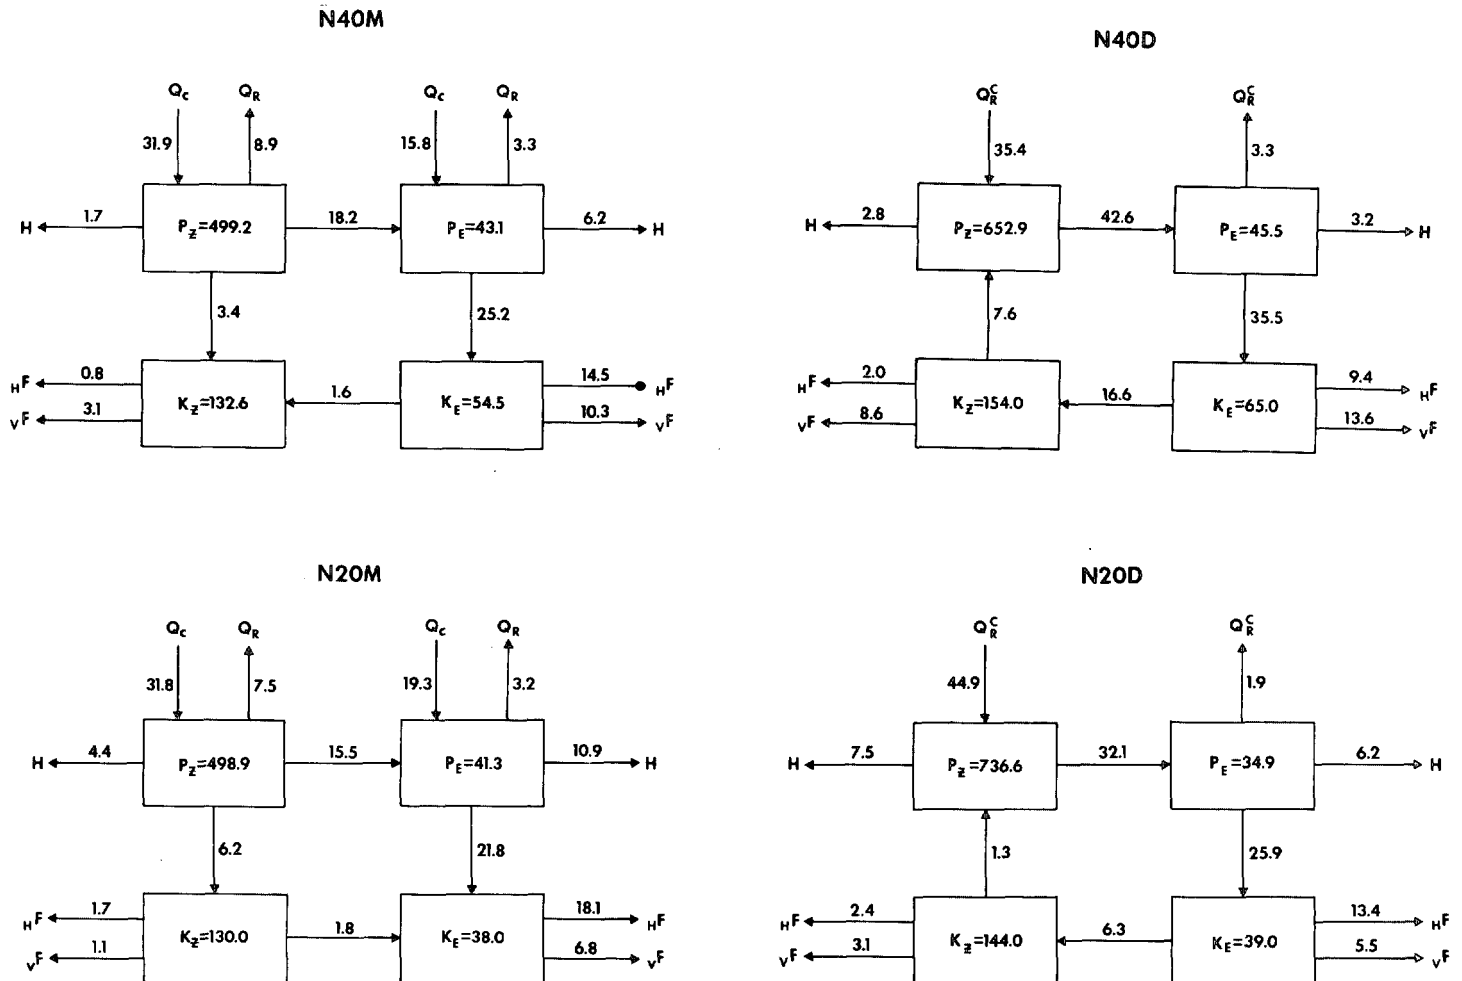 N40M
Qc QR Qc QR
31.9 8.9 15.8 3.3
H 1.7 PZ=499.2 18.2 PE=43.1 6.2 H
3.4 25.2
HF 0.8 KZ=132.6 1.6 KE=54.5 14.5 HF
VF 3.1 10.3 VF
N40D
QRC QRC
35.4 3.3
H 2.8 PZ=652.9 42.6 PE=45.5 3.2 H
7.6 35.5
HF 2.0 KZ=154.0 16.6 KE=65.0 9.4 HF
VF 8.6 13.6 VF
N20M
Qc QR Qc QR
31.8 7.5 19.3 3.2
H 4.4 PZ=498.9 15.5 PE=41.3 10.9 H
6.2 21.8
HF 1.7 KZ=130.0 1.8 KE=38.0 18.1 HF
VF 1.1 6.8 VF
N20D
QRC QRC
44.9 1.9
H 7.5 PZ=736.6 32.1 PE=34.9 6.2 H
1.3 25.9
HF 2.4 KZ=144.0 6.3 KE=39.0 13.4 HF
VF 3.1 5.5 VF